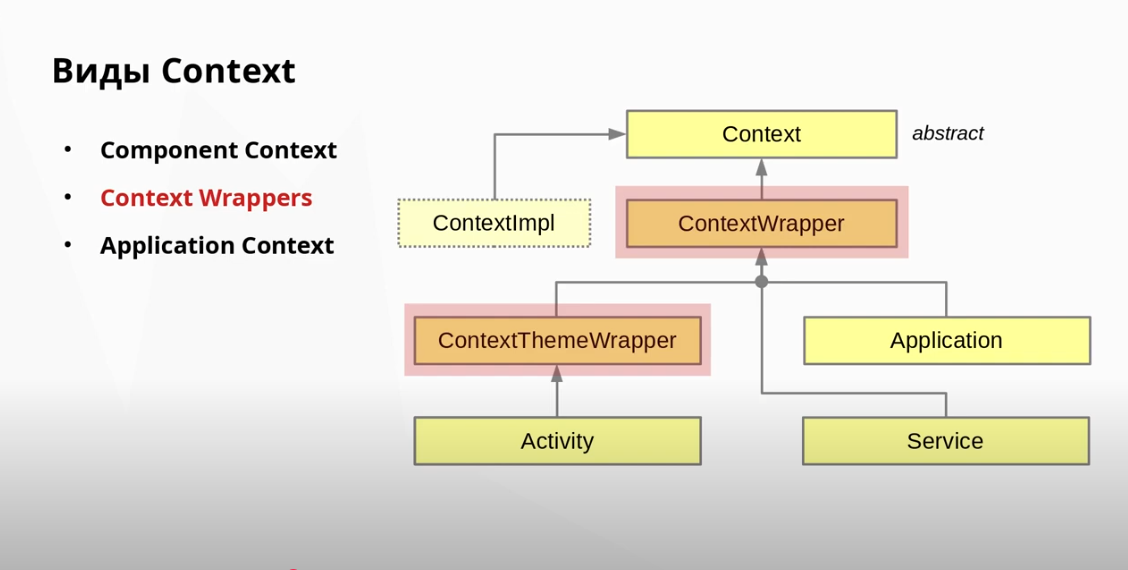 Виды Context
Component Context
Context Wrappers
Application Context
Context
abstract
ContextImpl
ContextWrapper
ContextThemeWrapper
Application
Activity
Service